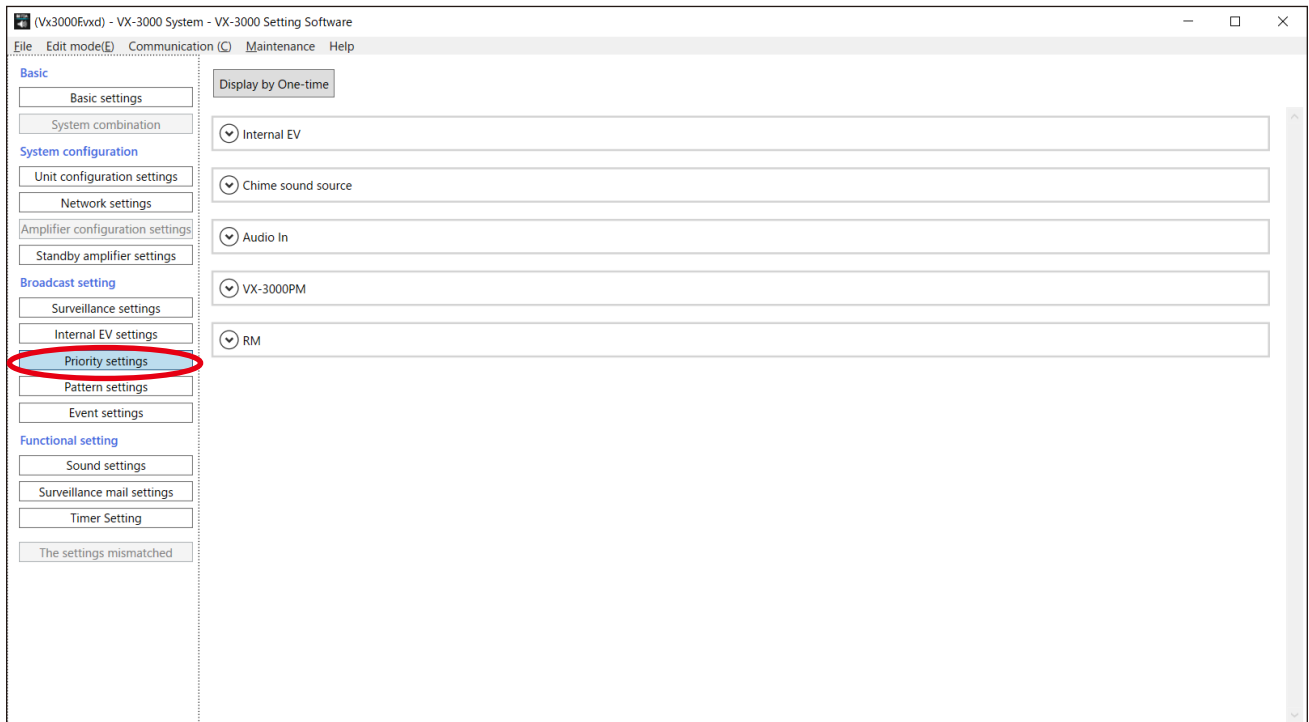 (Vx3000F.vxd) - VX-3000 System - VX-3000 Setting Software
File Edit mode(E) Communication (C) Maintenance Help
Basic
Basic settings
System combination
System configuration
Unit configuration settings
Network settings
Amplifier configuration settings
Standby amplifier settings
Broadcast setting
Surveillance settings
Internal EV settings
Priority settings
Pattern settings
Event settings
Functional setting
Sound settings
Surveillance mail settings
Timer Setting
The settings mismatched
Display by One-time
Internal EV
Chime sound source
Audio In
VX-3000PM
RM